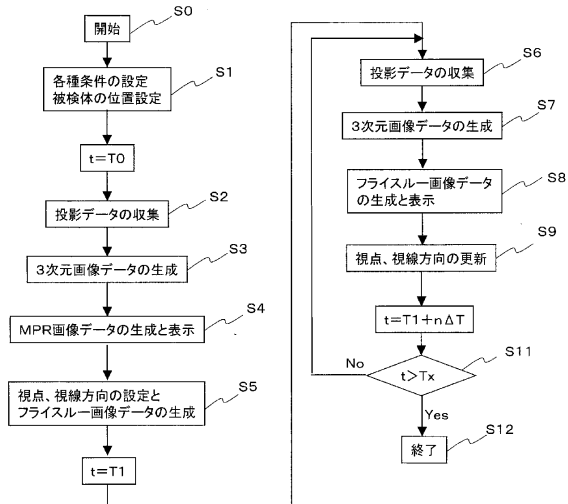 開始
S0
各種条件の設定
被検体の位置設定
S1
t=T0
投影データの収集
S2
3次元画像データの生成
S3
MPR画像データの生成と表示
S4
視点、視線方向の設定と
フライスルー画像データの生成
S5
t=T1
投影データの収集
S6
3次元画像データの生成
S7
フライスルー画像データ
の生成と表示
S8
視点、視線方向の更新
S9
t=T1+nΔT
t>Tx
S11
No
Yes
終了
S12